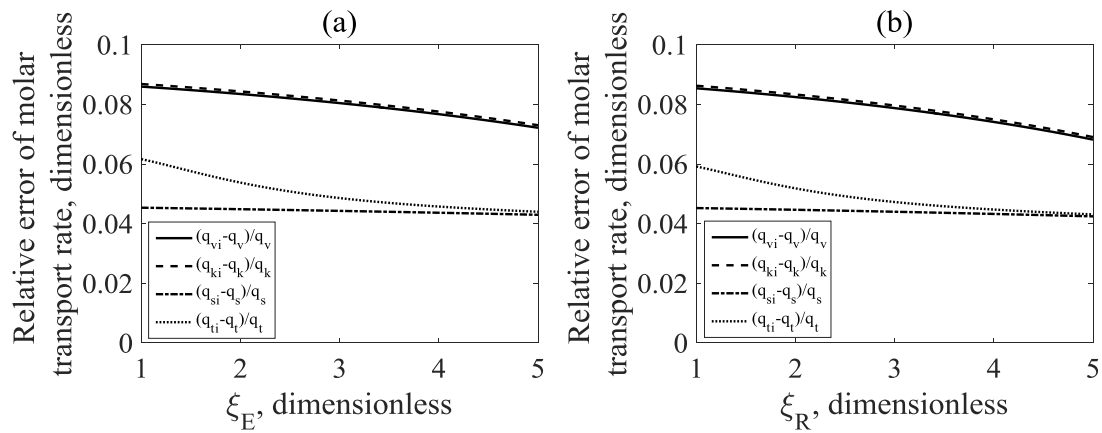 (a)
Relative error of molar
transport rate, dimensionless
0.1
0.08
0.06
0.04
0.02
0
(q_vi-q_v)/q_v
(q_ki-q_k)/q_k
(q_si-q_s)/q_s
(q_ti-q_t)/q_t
1 2 3 4 5
ξ_E, dimensionless
(b)
Relative error of molar
transport rate, dimensionless
0.1
0.08
0.06
0.04
0.02
0
(q_vi-q_v)/q_v
(q_ki-q_k)/q_k
(q_si-q_s)/q_s
(q_ti-q_t)/q_t
1 2 3 4 5
ξ_R, dimensionless